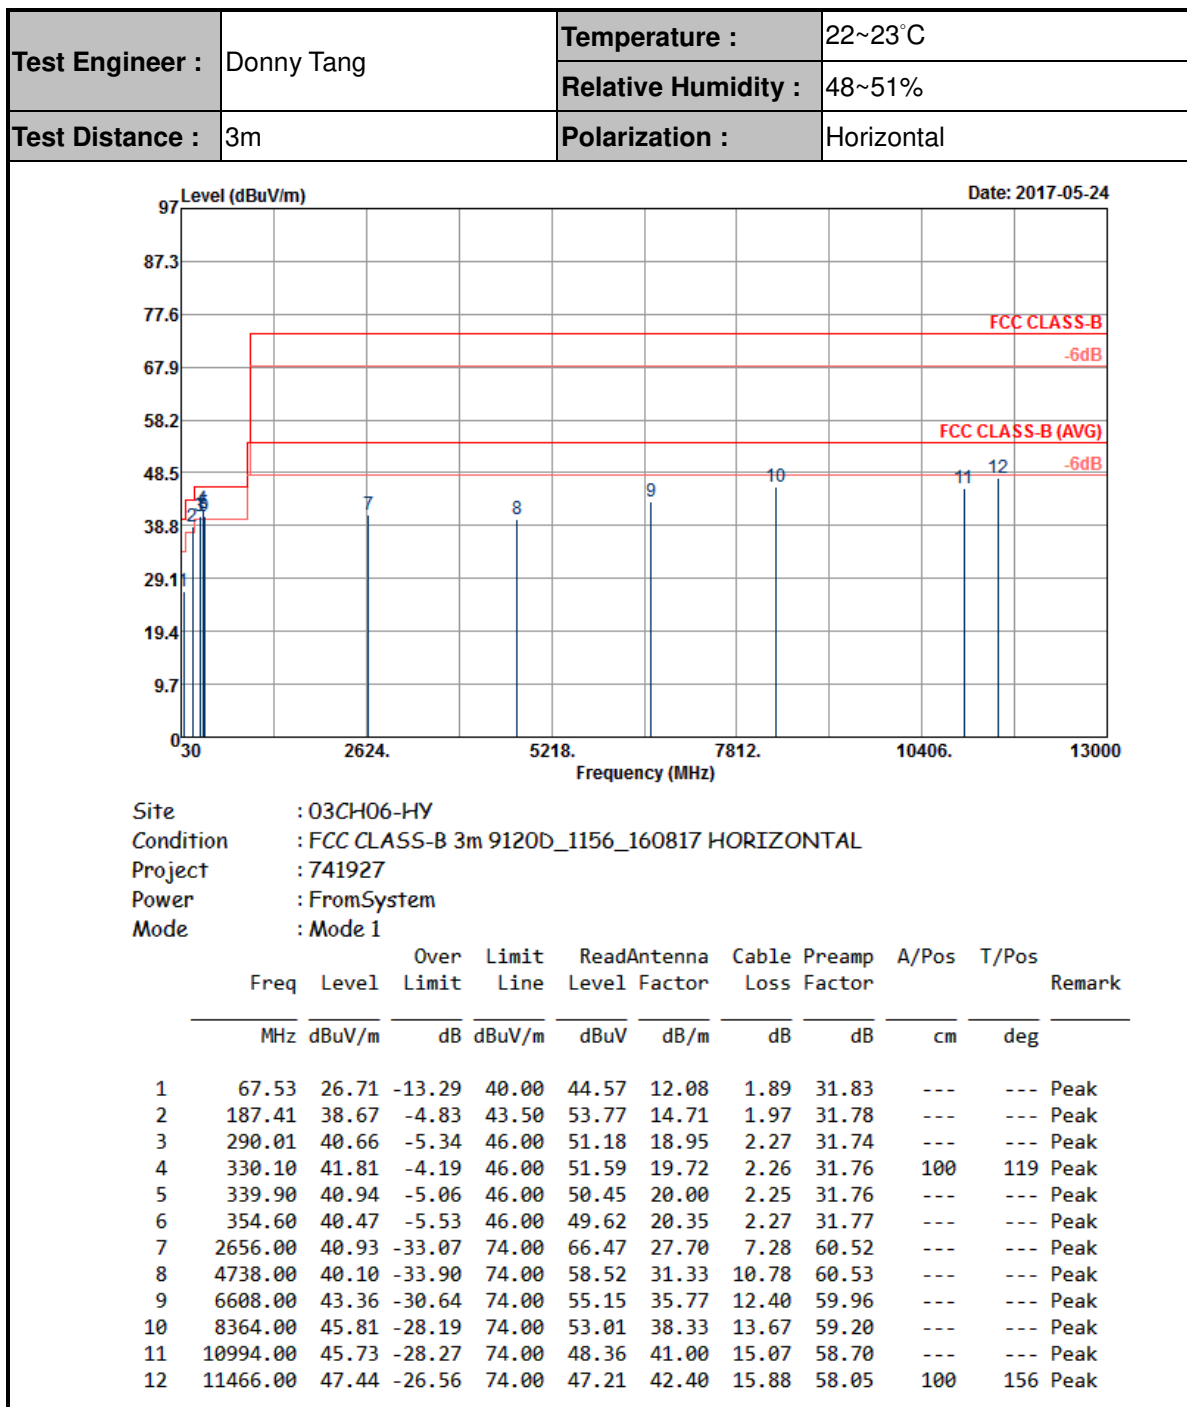 Test Engineer : Donny Tang Temperature : 22~23°C
Relative Humidity : 48~51%
Test Distance : 3m Polarization : Horizontal
Level (dBuV/m) Date: 2017-05-24
97
87.3
77.6
FCC CLASS-B
-6dB
67.9
58.2
FCC CLASS-B (AVG)
-6dB
48.5
38.8
29.1
19.4
9.7
0
1 2 3 4 5 6 7 8 9 10 11 12
30 2624. 5218. 7812. 10406. 13000
Frequency (MHz)
Site : 03CH06-HY
Condition : FCC CLASS-B 3m 9120D_1156_160817 HORIZONTAL
Project : 741927
Power : FromSystem
Mode : Mode 1
Over Limit ReadAntenna Cable Preamp A/Pos T/Pos
Freq Level Limit Line Level Factor Loss Factor Remark
MHz dBuV/m dB dBuV/m dBuV dB/m dB dB cm deg
1 67.53 26.71 -13.29 40.00 44.57 12.08 1.89 31.83 --- --- Peak
2 187.41 38.67 -4.83 43.50 53.77 14.71 1.97 31.78 --- --- Peak
3 290.01 40.66 -5.34 46.00 51.18 18.95 2.27 31.74 --- --- Peak
4 330.10 41.81 -4.19 46.00 51.59 19.72 2.26 31.76 100 119 Peak
5 339.90 40.94 -5.06 46.00 50.45 20.00 2.25 31.76 --- --- Peak
6 354.60 40.47 -5.53 46.00 49.62 20.35 2.27 31.77 --- --- Peak
7 2656.00 40.93 -33.07 74.00 66.47 27.70 7.28 60.52 --- --- Peak
8 4738.00 40.10 -33.90 74.00 58.52 31.33 10.78 60.53 --- --- Peak
9 6608.00 43.36 -30.64 74.00 55.15 35.77 12.40 59.96 --- --- Peak
10 8364.00 45.81 -28.19 74.00 53.01 38.33 13.67 59.20 --- --- Peak
11 10994.00 45.73 -28.27 74.00 48.36 41.00 15.07 58.70 --- --- Peak
12 11466.00 47.44 -26.56 74.00 47.21 42.40 15.88 58.05 100 156 Peak